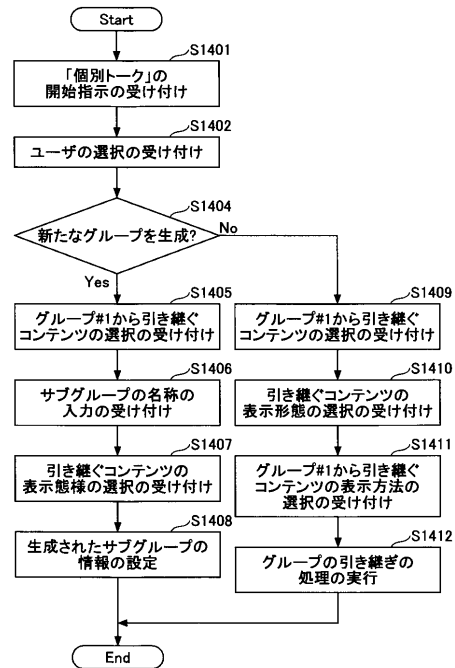 Start
S1401
「個別トーク」の
開始指示の受け付け
S1402
ユーザの選択の受け付け
S1404
新たなグループを生成?
No
Yes
S1405
グループ#1から引き継ぐ
コンテンツの選択の受け付け
S1406
サブグループの名称の
入力の受け付け
S1407
引き継ぐコンテンツの
表示態様の選択の受け付け
S1408
生成されたサブグループの
情報の設定
S1409
グループ#1から引き継ぐ
コンテンツの選択の受け付け
S1410
引き継ぐコンテンツの
表示形態の選択の受け付け
S1411
グループ#1から引き継ぐ
コンテンツの表示方法の
選択の受け付け
S1412
グループの引き継ぎの
処理の実行
End